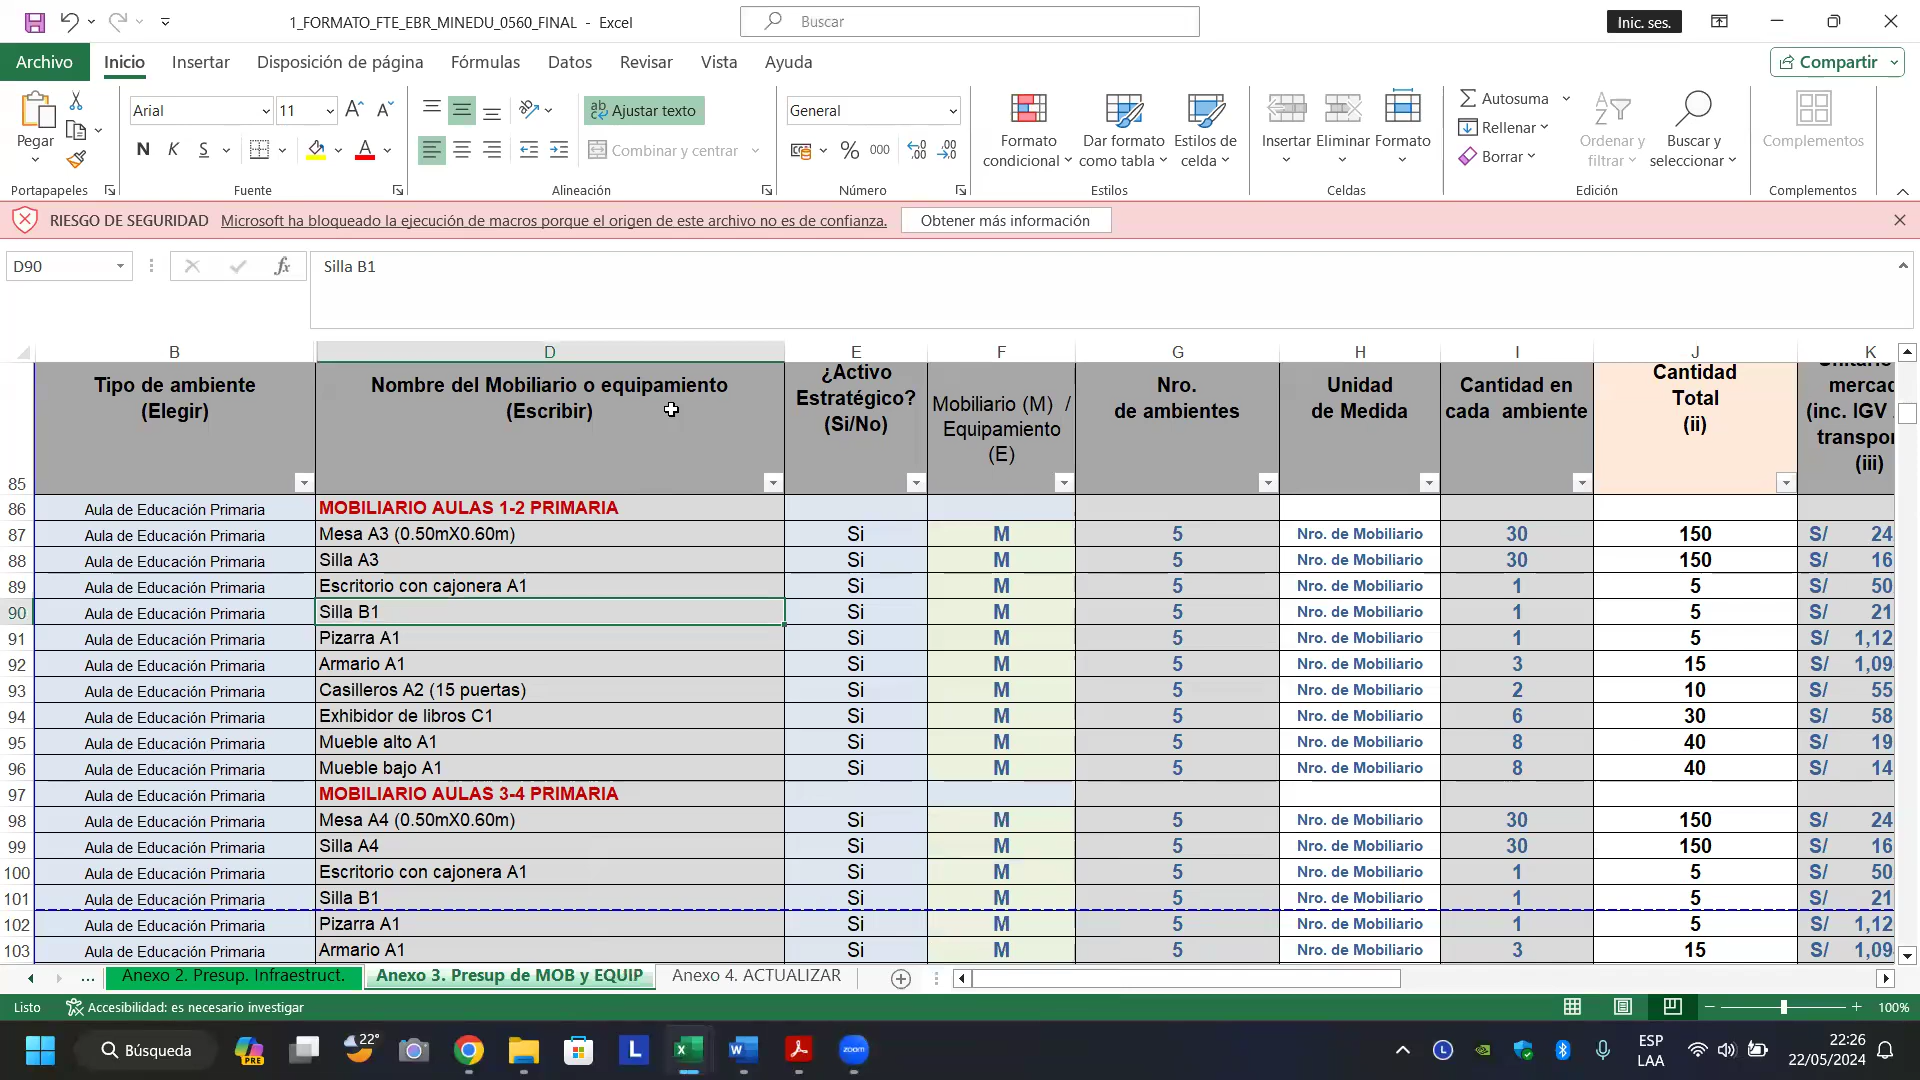 1_FORMATO_FTE_EBR_MINEDU_0560_FINAL - Excel
Buscar
Inic. ses.
Archivo
Inicio
Insertar
Disposición de página
Fórmulas
Datos
Revisar
Vista
Ayuda
Compartir
Pegar
Arial
11
N K S
Ajustar texto
Combinar y centrar
General
% 000
Formato condicional
Dar formato como tabla
Estilos de celda
Insertar
Eliminar
Formato
Autosuma
Rellenar
Borrar
Ordenar y filtrar
Buscar y seleccionar
Complementos
Portapapeles
Fuente
Alineación
Número
Estilos
Celdas
Edición
Complementos
RIESGO DE SEGURIDAD Microsoft ha bloqueado la ejecución de macros porque el origen de este archivo no es de confianza. Obtener más información
D90
fx
Silla B1
B D E F G H I J K
85
Tipo de ambiente
(Elegir)
Nombre del Mobiliario o equipamiento
(Escribir)
¿Activo
Estratégico?
(Si/No)
Mobiliario (M) /
Equipamiento
(E)
Nro.
de ambientes
Unidad
de Medida
Cantidad en
cada ambiente
Cantidad
Total
(ii)
(inc. IGV
(iii)
86 Aula de Educación Primaria MOBILIARIO AULAS 1-2 PRIMARIA
87 Aula de Educación Primaria Mesa A3 (0.50mX0.60m) Si M 5 Nro. de Mobiliario 30 150 S/ 24
88 Aula de Educación Primaria Silla A3 Si M 5 Nro. de Mobiliario 30 150 S/ 16
89 Aula de Educación Primaria Escritorio con cajonera A1 Si M 5 Nro. de Mobiliario 1 5 S/ 50
90 Aula de Educación Primaria Silla B1 Si M 5 Nro. de Mobiliario 1 5 S/ 21
91 Aula de Educación Primaria Pizarra A1 Si M 5 Nro. de Mobiliario 1 5 S/ 1,12
92 Aula de Educación Primaria Armario A1 Si M 5 Nro. de Mobiliario 3 15 S/ 1,09
93 Aula de Educación Primaria Casilleros A2 (15 puertas) Si M 5 Nro. de Mobiliario 2 10 S/ 55
94 Aula de Educación Primaria Exhibidor de libros C1 Si M 5 Nro. de Mobiliario 6 30 S/ 58
95 Aula de Educación Primaria Mueble alto A1 Si M 5 Nro. de Mobiliario 8 40 S/ 19
96 Aula de Educación Primaria Mueble bajo A1 Si M 5 Nro. de Mobiliario 8 40 S/ 14
97 Aula de Educación Primaria MOBILIARIO AULAS 3-4 PRIMARIA
98 Aula de Educación Primaria Mesa A4 (0.50mX0.60m) Si M 5 Nro. de Mobiliario 30 150 S/ 24
99 Aula de Educación Primaria Silla A4 Si M 5 Nro. de Mobiliario 30 150 S/ 16
100 Aula de Educación Primaria Escritorio con cajonera A1 Si M 5 Nro. de Mobiliario 1 5 S/ 50
101 Aula de Educación Primaria Silla B1 Si M 5 Nro. de Mobiliario 1 5 S/ 21
102 Aula de Educación Primaria Pizarra A1 Si M 5 Nro. de Mobiliario 1 5 S/ 1,12
103 Aula de Educación Primaria Armario A1 Si M 5 Nro. de Mobiliario 3 15 S/ 1,09
... Anexo 2. Presup. Infraestruct. Anexo 3. Presup de MOB y EQUIP Anexo 4. ACTUALIZAR
Listo Accesibilidad: es necesario investigar 100%
Búsqueda
PRE
22°
zoom
ESP
LAA
22:26
22/05/2024